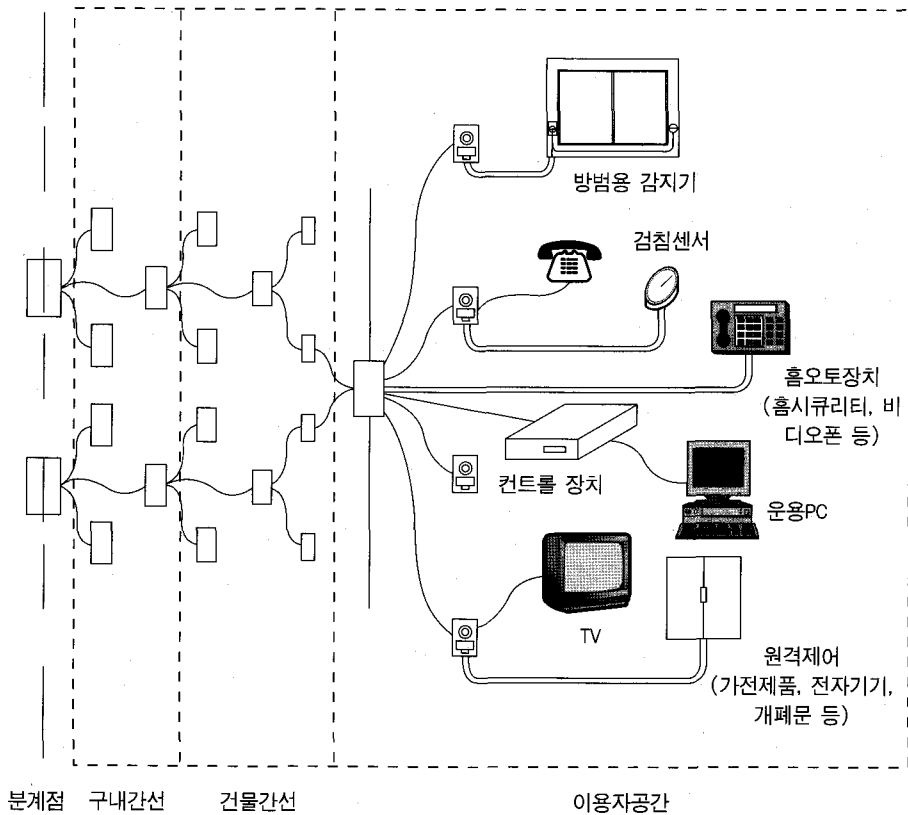 방범용 감지기
검침센서
홈오토장치
(홈시큐리티, 비
디오폰 등)
컨트롤 장치
운용PC
TV
원격제어
(가전제품, 전자기기,
개폐문 등)
분계점 구내간선 건물간선 이용자공간